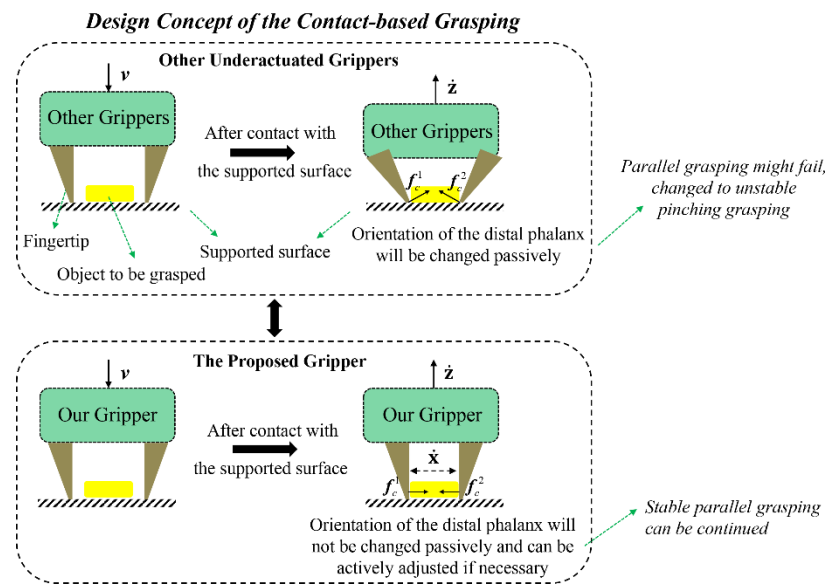 Design Concept of the Contact-based Grasping
Other Underactuated Grippers
v
ż
Other Grippers
After contact with
the supported surface
Other Grippers
f_c^1
f_c^2
Parallel grasping might fail,
changed to unstable
pinching grasping
Fingertip
Supported surface
Orientation of the distal phalanx
will be changed passively
Object to be grasped
The Proposed Gripper
v
ż
Our Gripper
After contact with
the supported surface
Our Gripper
ẋ
f_c^1
f_c^2
Orientation of the distal phalanx will
not be changed passively and can be
actively adjusted if necessary
Stable parallel grasping
can be continued